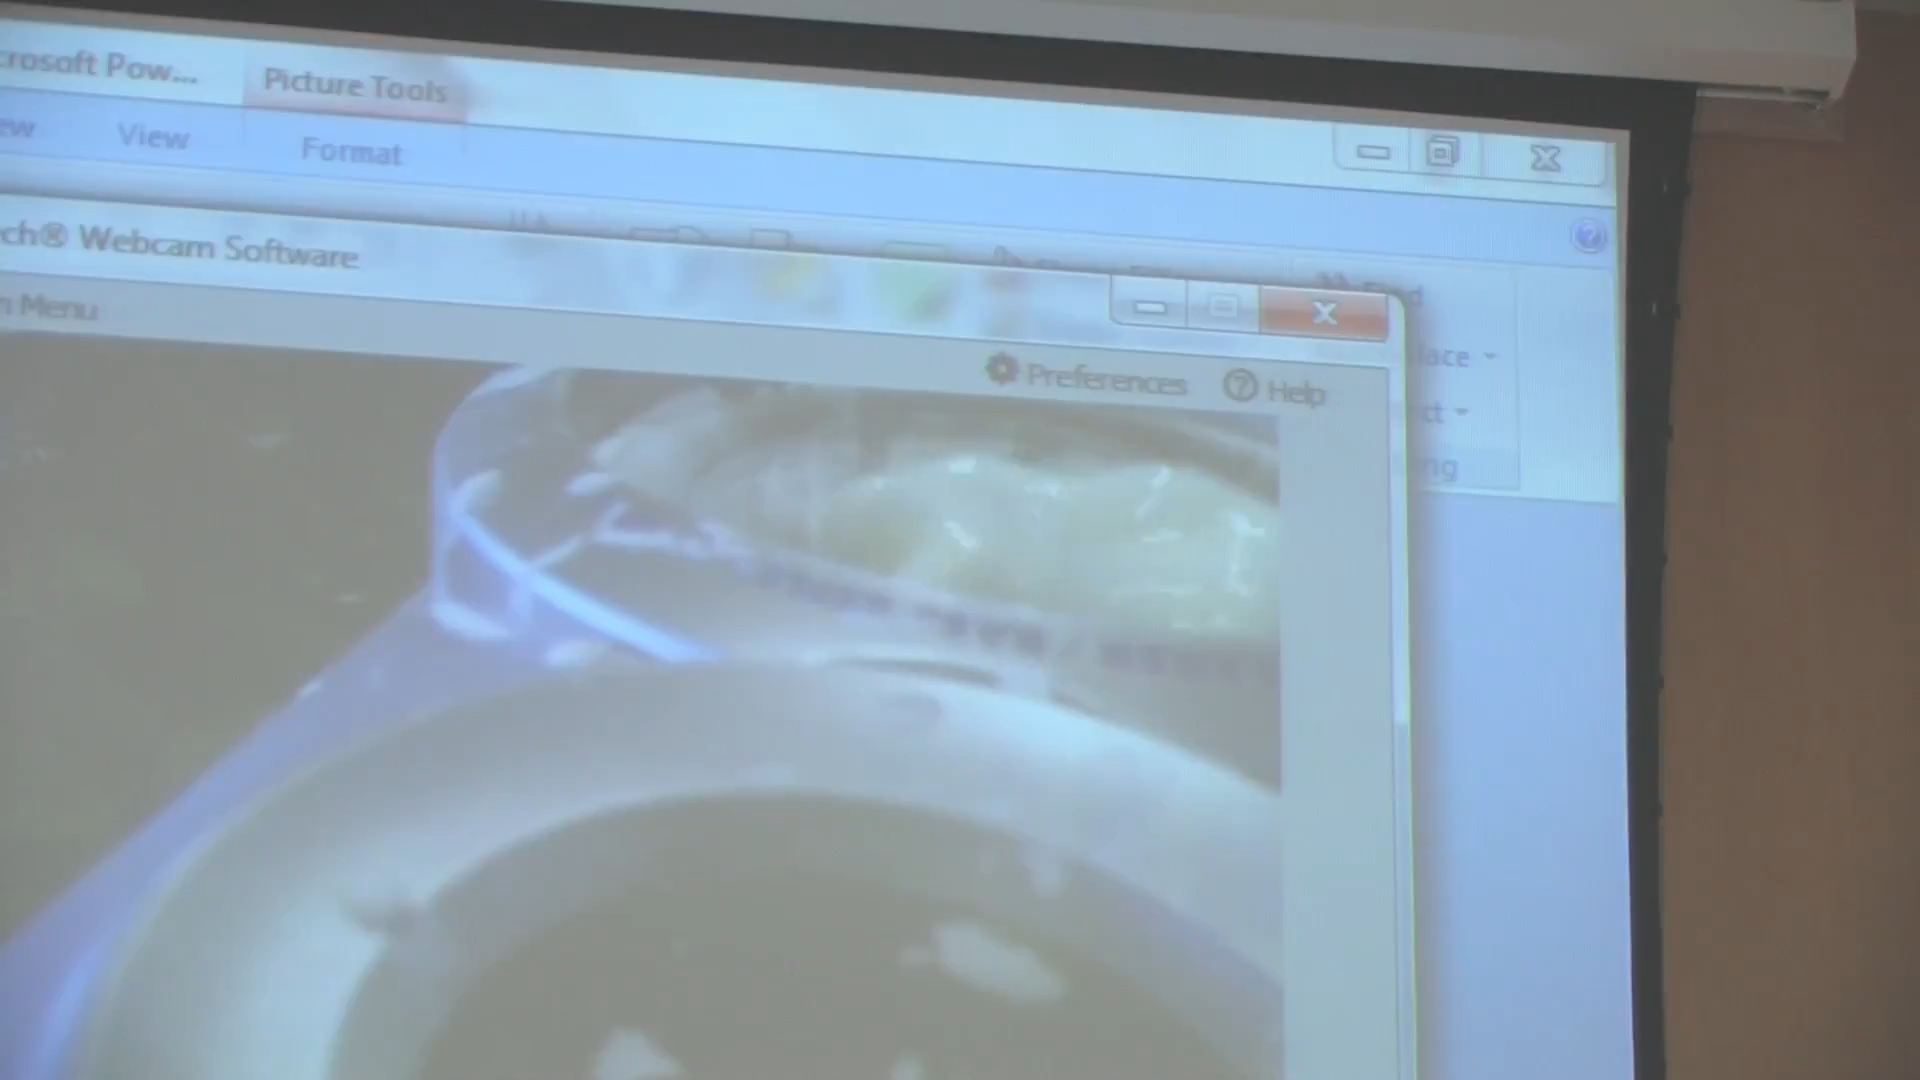 crosoft Pow... Picture Tools
ew View Format
ch® Webcam Software
n Menu
Preferences Help
lace
ct
ng